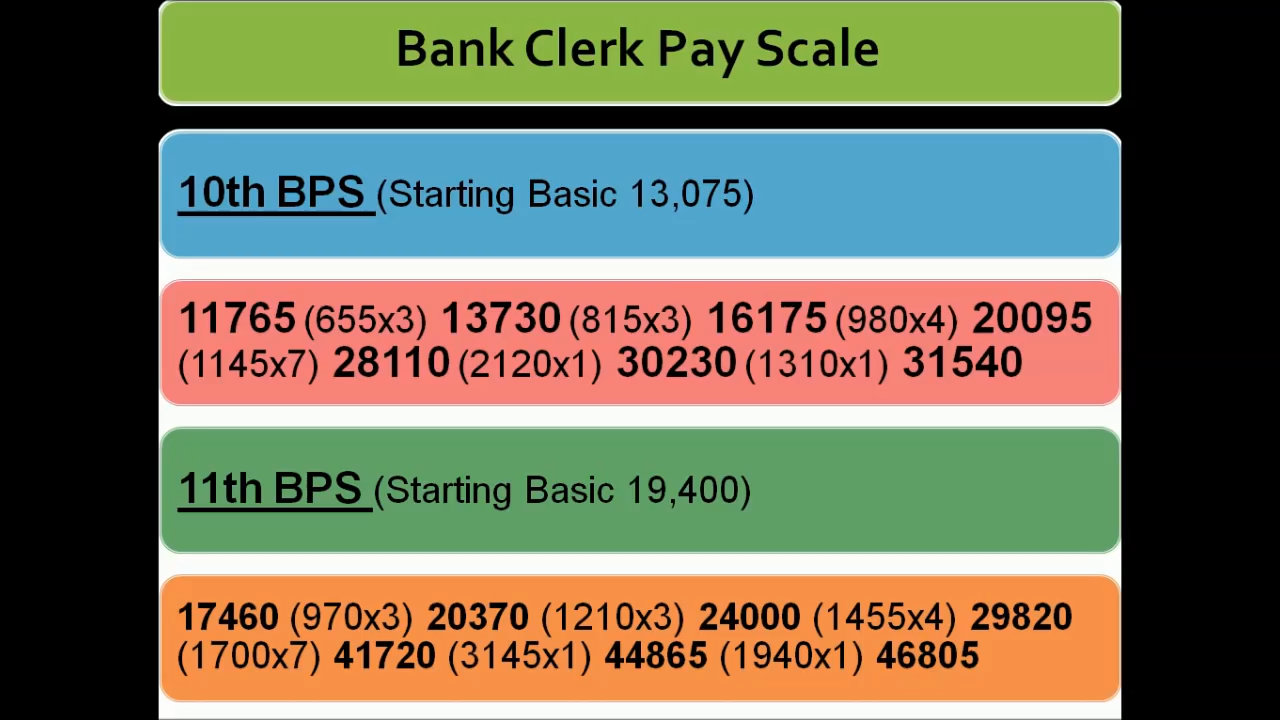 Bank Clerk Pay Scale
10th BPS (Starting Basic 13,075)
11765 (655x3) 13730 (815x3) 16175 (980x4) 20095
(1145x7) 28110 (2120x1) 30230 (1310x1) 31540
11th BPS (Starting Basic 19,400)
17460 (970x3) 20370 (1210x3) 24000 (1455x4) 29820
(1700x7) 41720 (3145x1) 44865 (1940x1) 46805